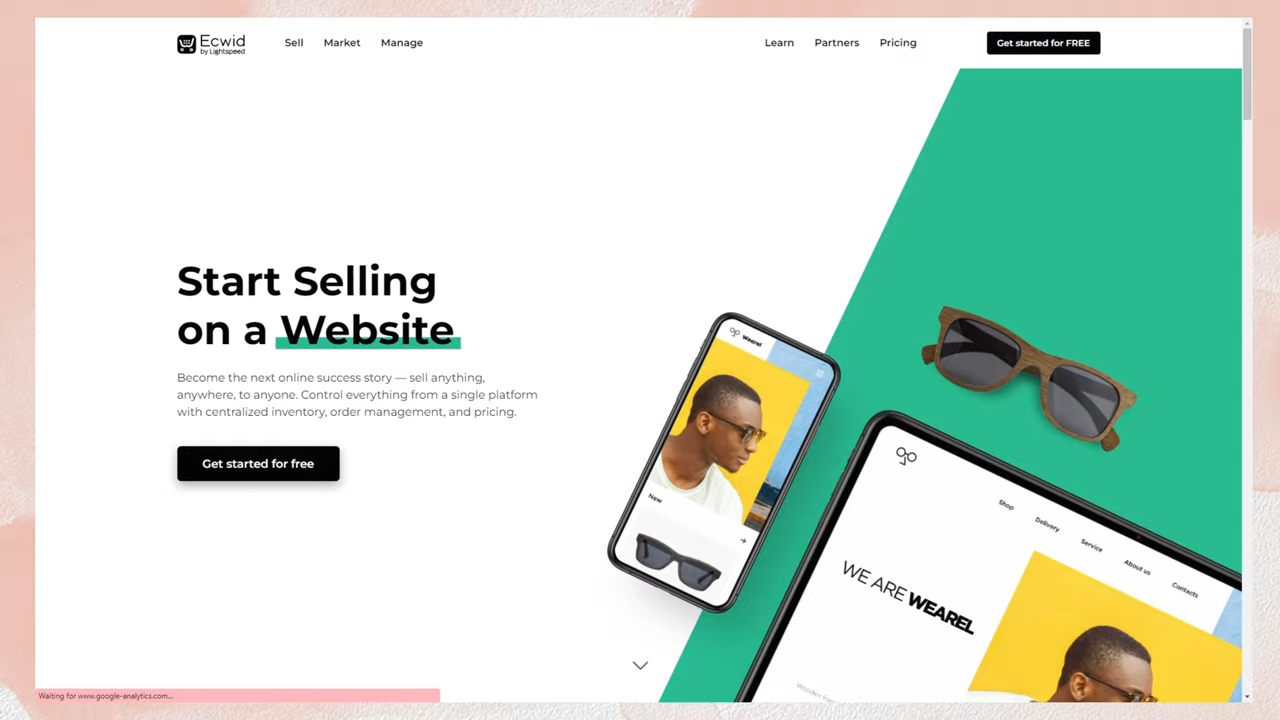 Ecwid
by Lightspeed
Sell
Market
Manage
Learn
Partners
Pricing
Get started for FREE
Start Selling
on a Website
Become the next online success story — sell anything,
anywhere, to anyone. Control everything from a single platform
with centralized inventory, order management, and pricing.
Get started for free
Wearel
New
Shop
Delivery
Service
About us
Contacts
WE ARE WEAREL
Waiting for www.google-analytics.com...